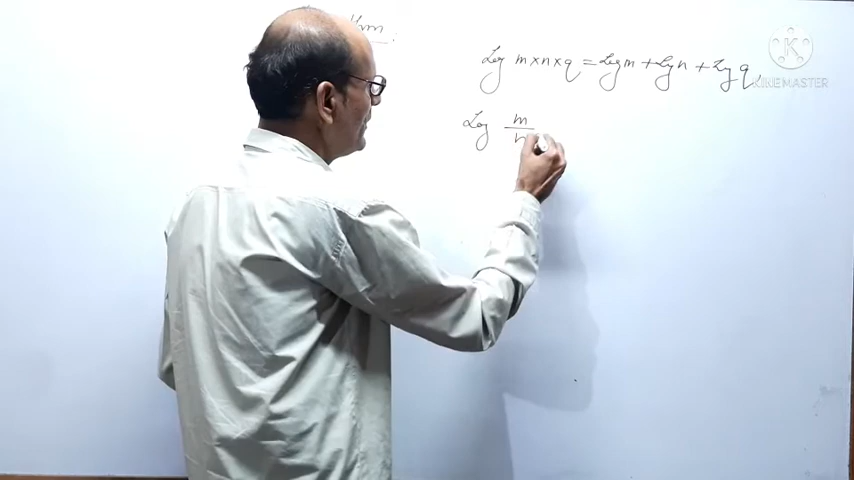 Log m×n×q = Log m + Log n + Log q
Log m/n
K
KINEMASTER